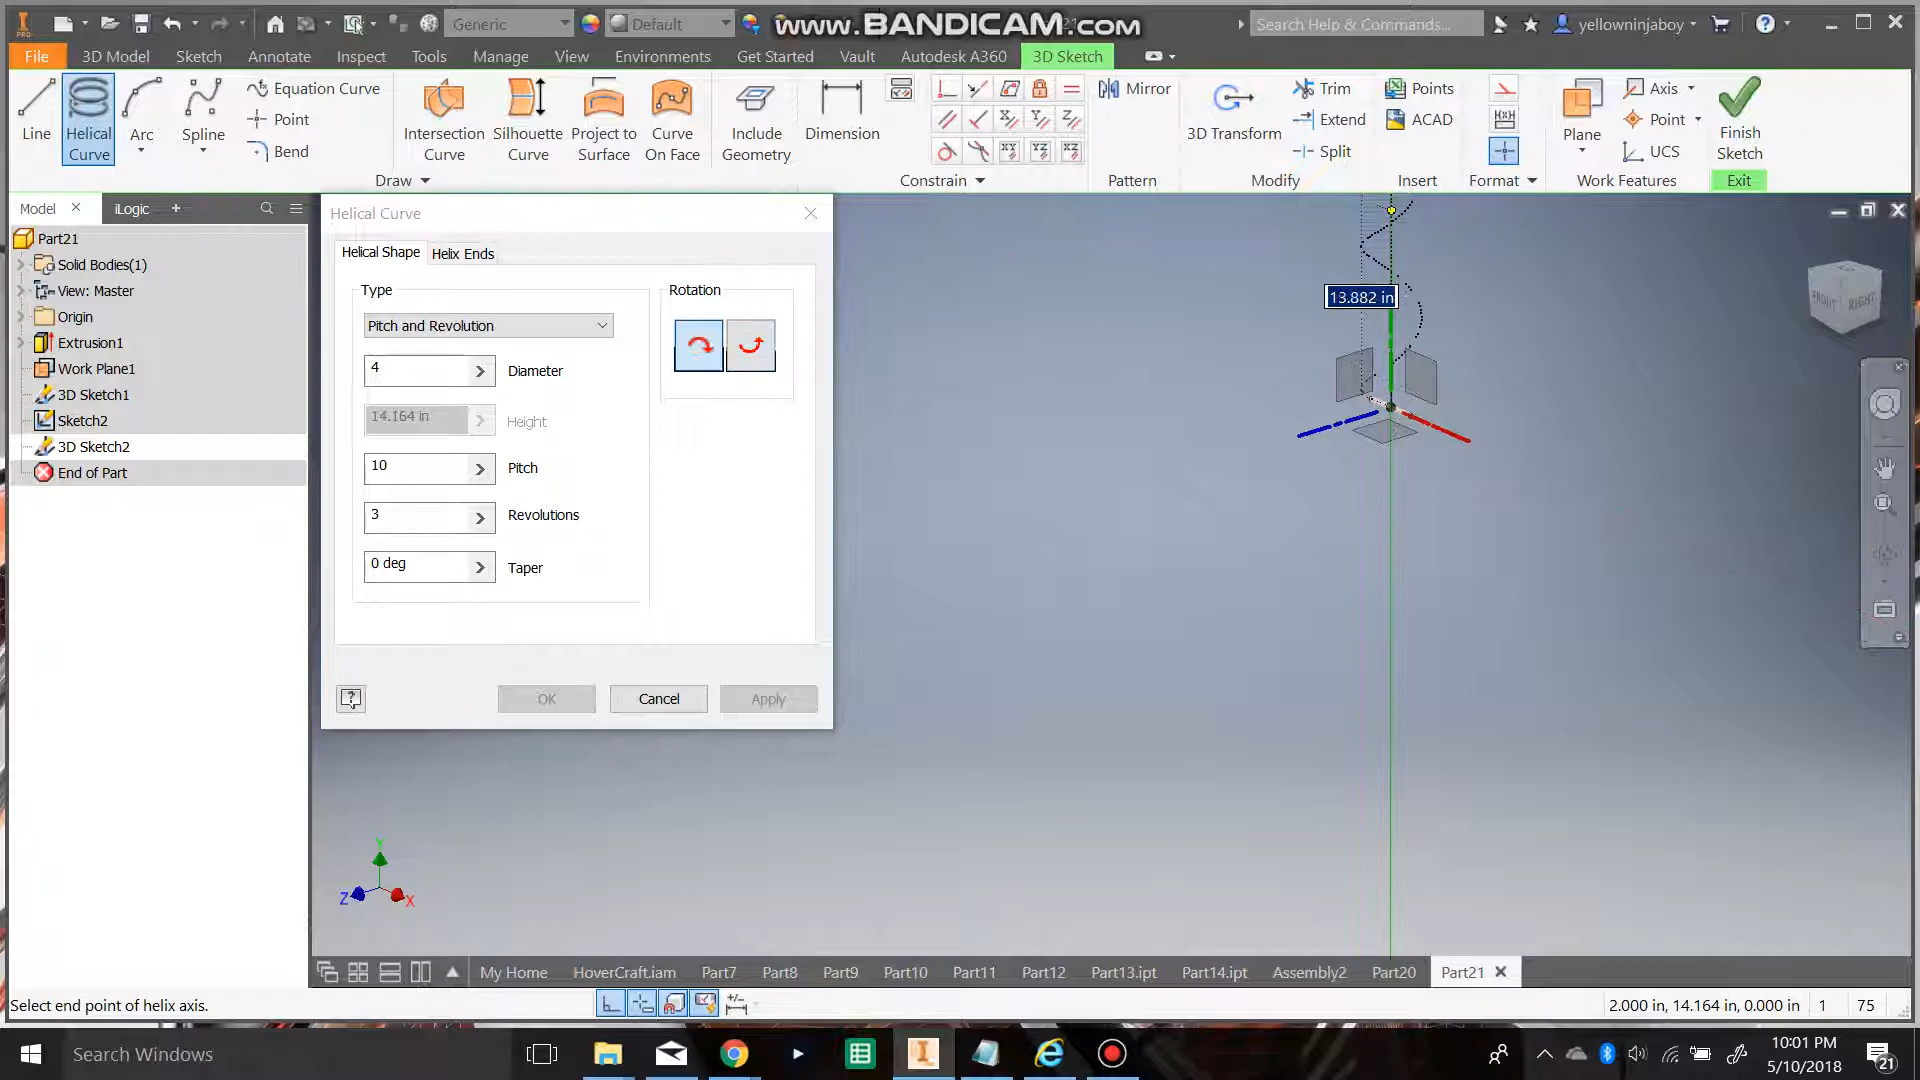 PRO
Generic
Default
www.BANDICAM.com
21
Search Help & Commands...
yellowninjaboy
File
3D Model
Sketch
Annotate
Inspect
Tools
Manage
View
Environments
Get Started
Vault
Autodesk A360
3D Sketch
Line
Helical Curve
Arc
Spline
Equation Curve
Point
Bend
Intersection Curve
Silhouette Curve
Project to Surface
Curve On Face
Include Geometry
Dimension
Mirror
3D Transform
Trim
Extend
Split
Points
ACAD
Plane
Axis
Point
UCS
Finish Sketch
Draw
Constrain
Pattern
Modify
Insert
Format
Work Features
Exit
Model
iLogic
Part21
Solid Bodies(1)
View: Master
Origin
Extrusion1
Work Plane1
3D Sketch1
Sketch2
3D Sketch2
End of Part
Helical Curve
Helical Shape
Helix Ends
Type
Rotation
Pitch and Revolution
4
Diameter
14.164 in
Height
10
Pitch
3
Revolutions
0 deg
Taper
OK
Cancel
Apply
13.882 in
FRONT
RIGHT
Y
Z
X
My Home
HoverCraft.iam
Part7
Part8
Part9
Part10
Part11
Part12
Part13.ipt
Part14.ipt
Assembly2
Part20
Part21
Select end point of helix axis.
2.000 in, 14.164 in, 0.000 in
1
75
Search Windows
10:01 PM
5/10/2018
21